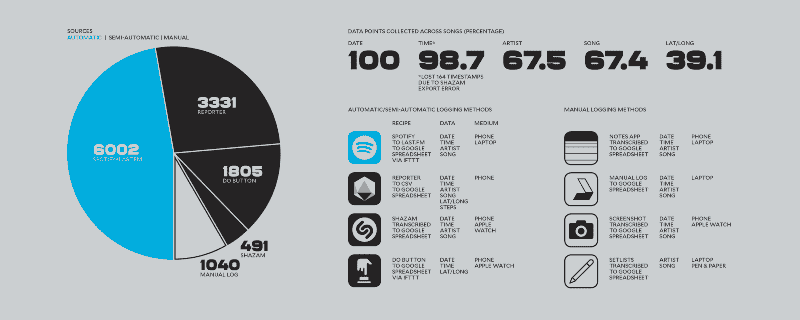 SOURCES
AUTOMATIC | SEMI-AUTOMATIC | MANUAL
3331
REPORTER
6002
SPOTIFY+LAST.FM
1805
DO BUTTON
491
SHAZAM
1040
MANUAL LOG
DATA POINTS COLLECTED ACROSS SONGS (PERCENTAGE)
DATE TIME* ARTIST SONG LAT/LONG
100 98.7 67.5 67.4 39.1
*LOST 164 TIMESTAMPS
DUE TO SHAZAM
EXPORT ERROR
AUTOMATIC/SEMI-AUTOMATIC LOGGING METHODS
RECIPE DATA MEDIUM
SPOTIFY DATE PHONE
TO LAST.FM TIME LAPTOP
TO GOOGLE ARTIST
SPREADSHEET SONG
VIA IFTTT
REPORTER DATE PHONE
TO CSV TIME
TO GOOGLE ARTIST
SPREADSHEET SONG
LAT/LONG
STEPS
SHAZAM DATE PHONE
TRANSCRIBED TIME APPLE
TO GOOGLE ARTIST WATCH
SPREADSHEET SONG
DO BUTTON DATE PHONE
TO GOOGLE TIME APPLE WATCH
SPREADSHEET LAT/LONG
VIA IFTTT
MANUAL LOGGING METHODS
NOTES APP DATE PHONE
TRANSCRIBED TIME LAPTOP
TO GOOGLE ARTIST
SPREADSHEET SONG
MANUAL LOG DATE LAPTOP
TO GOOGLE TIME
SPREADSHEET ARTIST
SONG
SCREENSHOT DATE PHONE
TRANSCRIBED TIME APPLE WATCH
TO GOOGLE ARTIST
SPREADSHEET SONG
SETLISTS ARTIST LAPTOP
TRANSCRIBED SONG PEN & PAPER
TO GOOGLE
SPREADSHEET